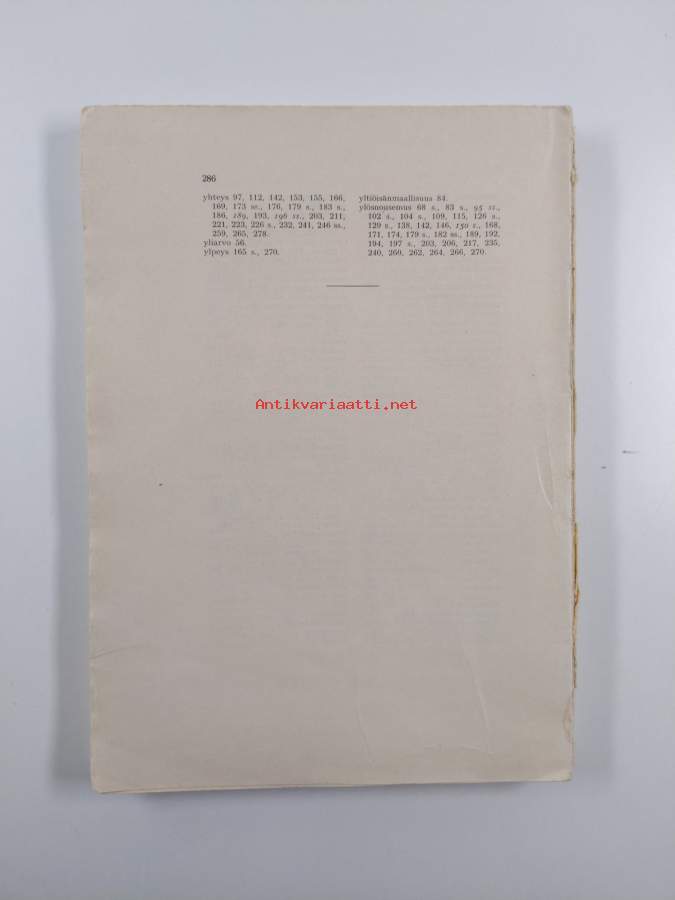 286
yhteys 97, 112, 142, 153, 155, 166,
169, 173 ss., 176, 179 s., 183 s.,
186, 189, 193, 196 ss., 203, 211,
221, 223, 226 s., 232, 241, 246 ss.,
259, 265, 278.
yliarvo 56.
ylpeys 165 s., 270.
yltiöisänmaallisuus 84.
ylösnousemus 68 s., 83 s., 95 ss.,
102 s., 104 s., 109, 115, 126 s.,
129 s., 138, 142, 146, 150 s., 168,
171, 174, 179 s., 182 ss., 189, 192,
194, 197 s., 203, 206, 217, 235,
240, 260, 262, 264, 266, 270.
Antikvariaatti.net